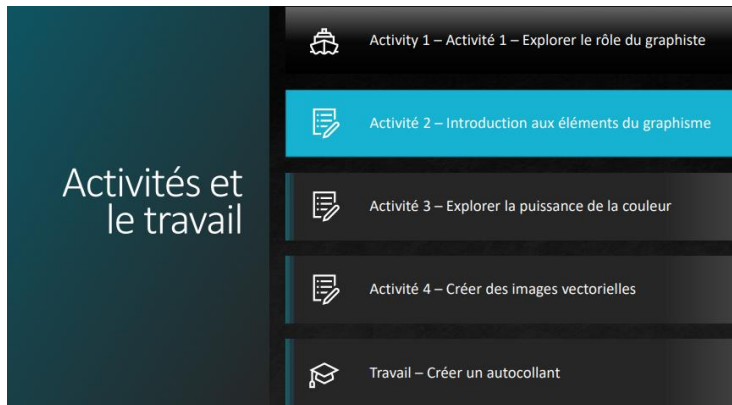 Activités et
le travail
Activity 1 – Activité 1 – Explorer le rôle du graphiste
Activité 2 – Introduction aux éléments du graphisme
Activité 3 – Explorer la puissance de la couleur
Activité 4 – Créer des images vectorielles
Travail – Créer un autocollant